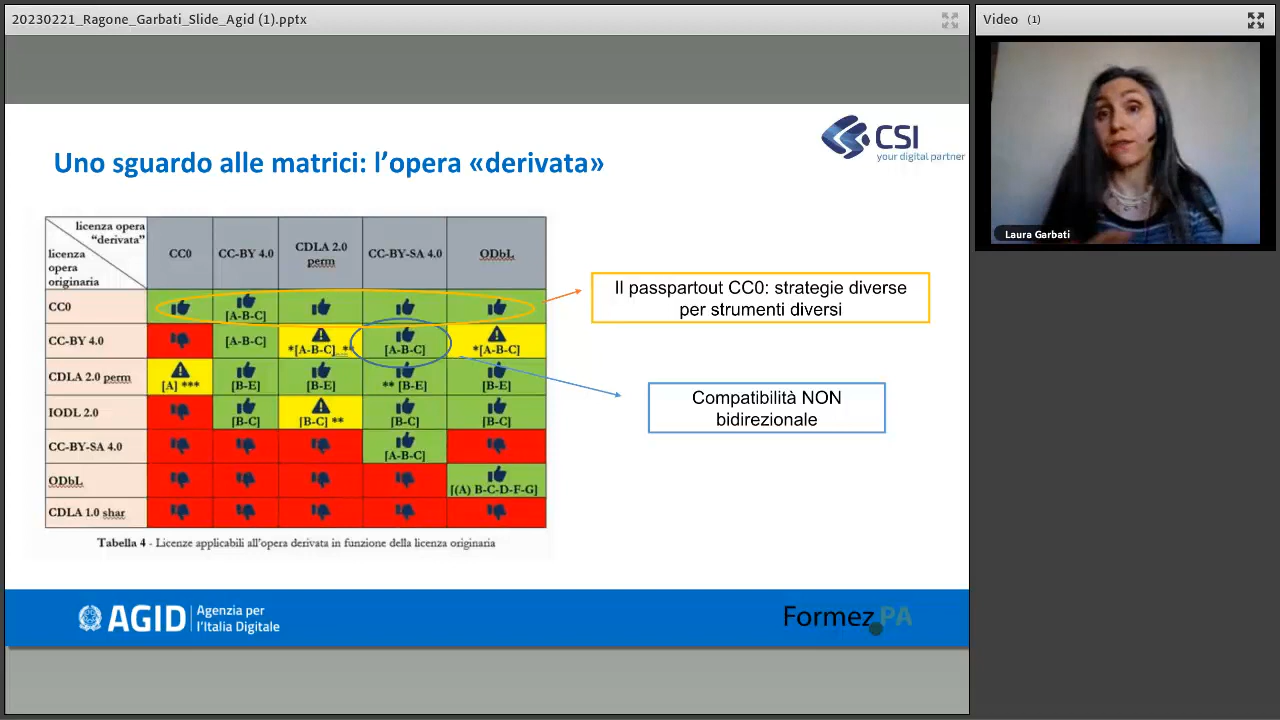 20230221_Ragone_Garbati_Slide_Agid (1).pptx
Video (1)
Laura Garbati
CSI
your digital partner
Uno sguardo alle matrici: l’opera «derivata»
licenza opera
“derivata”
licenza
opera
originaria
CC0
CC-BY 4.0
CDLA 2.0
perm
CC-BY-SA 4.0
ODbL
CC0
[A-B-C]
CC-BY 4.0
[A-B-C]
*[A-B-C] **
[A-B-C]
*[A-B-C]
CDLA 2.0 perm
[A] ***
[B-E]
[B-E]
** [B-E]
[B-E]
IODL 2.0
[B-C]
[B-C] **
[B-C]
[B-C]
CC-BY-SA 4.0
[A-B-C]
ODbL
[(A) B-C-D-F-G]
CDLA 1.0 shar
Tabella 4 - Licenze applicabili all'opera derivata in funzione della licenza originaria
Il passpartout CC0: strategie diverse
per strumenti diversi
Compatibilità NON
bidirezionale
AGID
Agenzia per
l’Italia Digitale
Formez PA